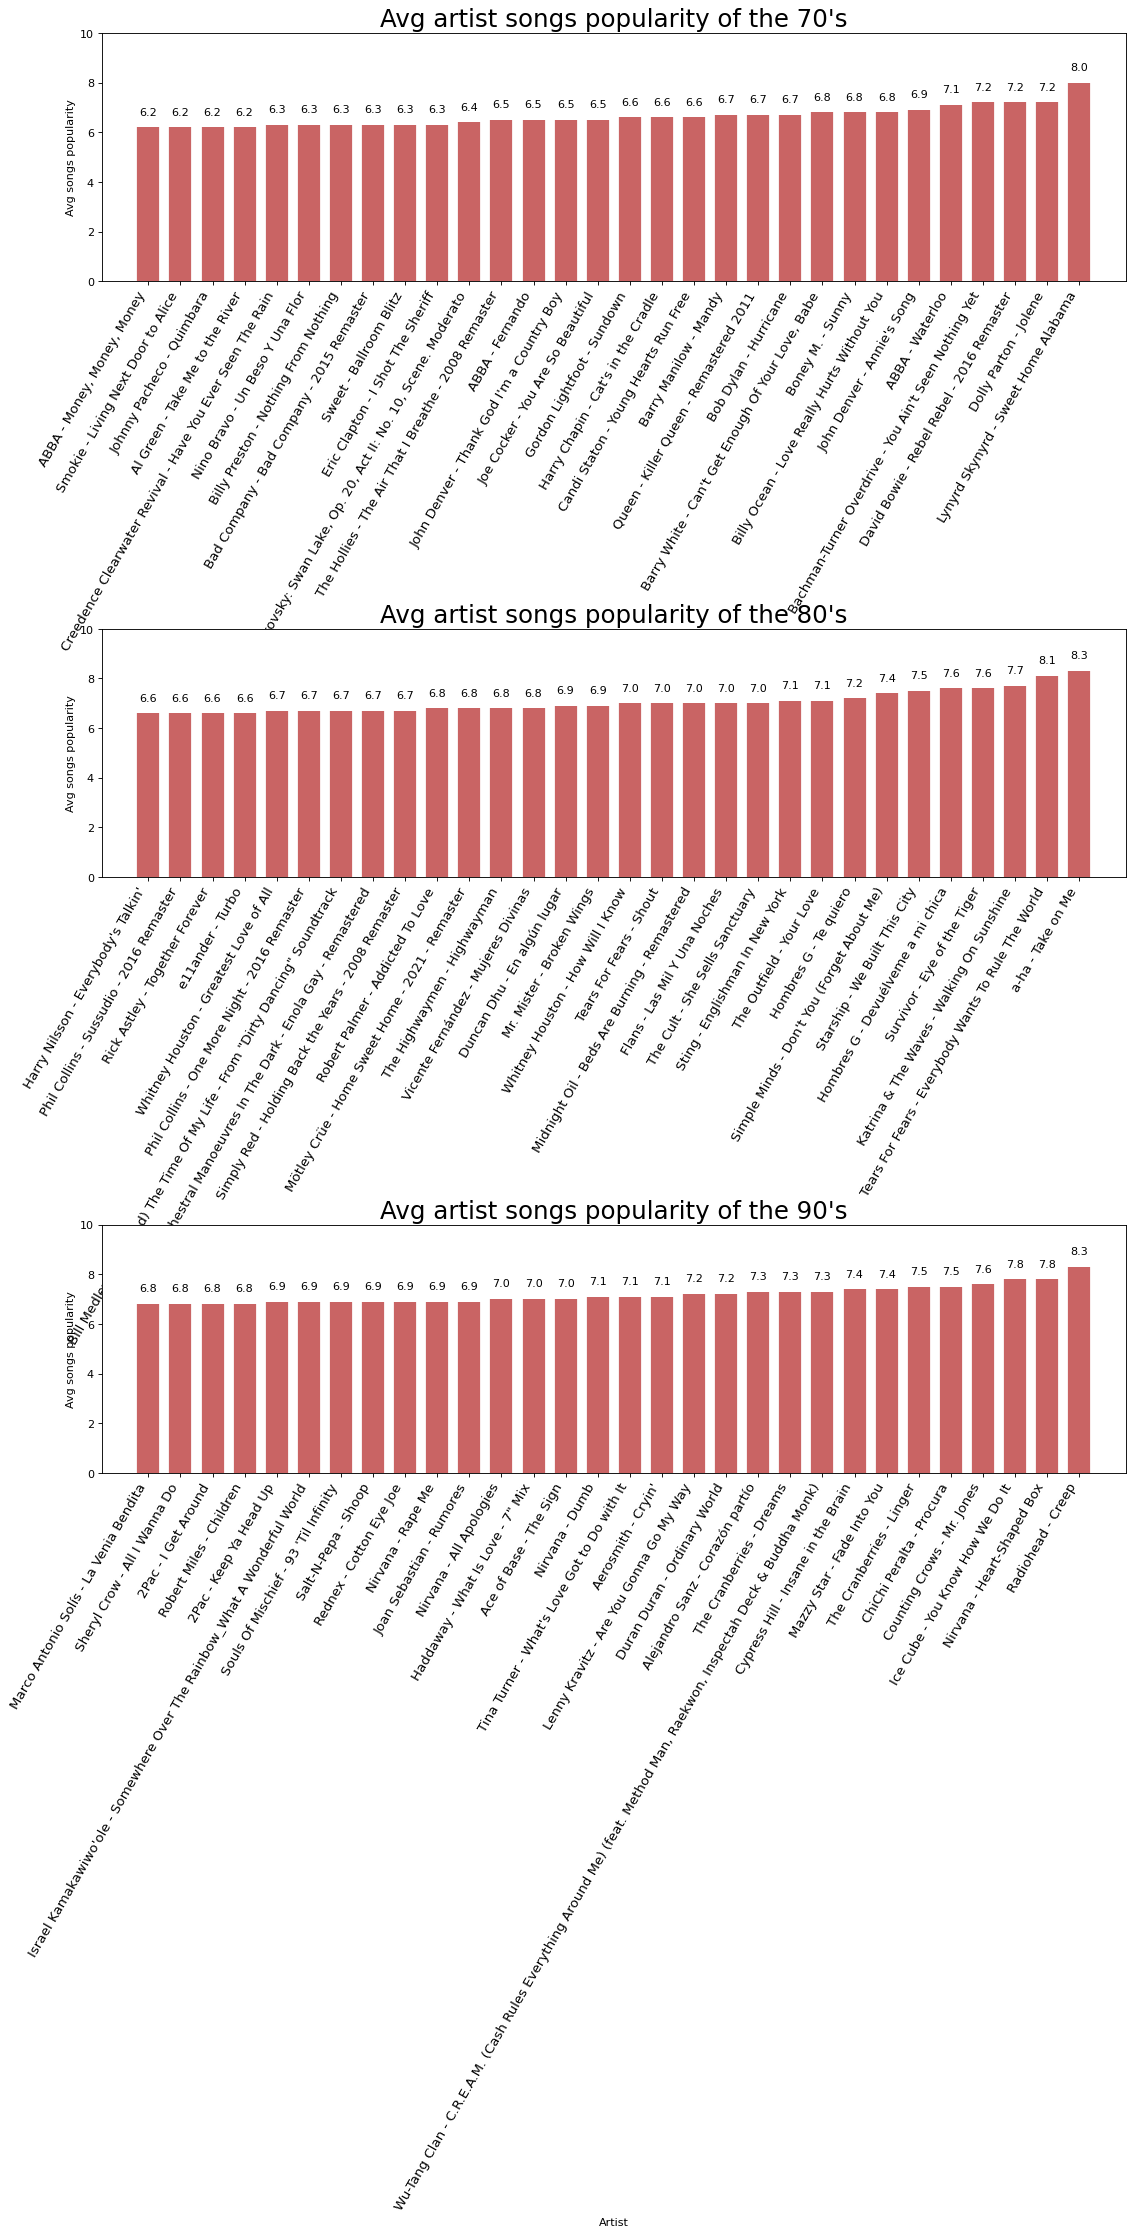 Avg artist songs popularity of the 70's
Avg songs popularity
10
8
6
4
2
0
6.2
6.2
6.2
6.2
6.3
6.3
6.3
6.3
6.3
6.3
6.4
6.5
6.5
6.5
6.5
6.6
6.6
6.6
6.7
6.7
6.7
6.8
6.8
6.8
6.9
7.1
7.2
7.2
7.2
8.0
ABBA - Money, Money, Money
Smokie - Living Next Door to Alice
Johnny Pacheco - Quimbara
Al Green - Take Me to the River
Creedence Clearwater Revival - Have You Ever Seen The Rain
Nino Bravo - Un Beso Y Una Flor
Billy Preston - Nothing From Nothing
Bad Company - Bad Company - 2015 Remaster
Sweet - Ballroom Blitz
Eric Clapton - I Shot The Sheriff
ovsky: Swan Lake, Op. 20, Act II: No. 10, Scene. Moderato
The Hollies - The Air That I Breathe - 2008 Remaster
ABBA - Fernando
John Denver - Thank God I'm a Country Boy
Joe Cocker - You Are So Beautiful
Gordon Lightfoot - Sundown
Harry Chapin - Cat's in the Cradle
Candi Staton - Young Hearts Run Free
Barry Manilow - Mandy
Queen - Killer Queen - Remastered 2011
Bob Dylan - Hurricane
Barry White - Can't Get Enough Of Your Love, Babe
Boney M. - Sunny
Billy Ocean - Love Really Hurts Without You
John Denver - Annie's Song
ABBA - Waterloo
Bachman-Turner Overdrive - You Ain't Seen Nothing Yet
David Bowie - Rebel Rebel - 2016 Remaster
Dolly Parton - Jolene
Lynyrd Skynyrd - Sweet Home Alabama
Avg artist songs popularity of the 80's
Avg songs popularity
10
8
6
4
2
0
6.6
6.6
6.6
6.6
6.7
6.7
6.7
6.7
6.7
6.8
6.8
6.8
6.8
6.9
6.9
7.0
7.0
7.0
7.0
7.0
7.1
7.1
7.2
7.4
7.5
7.6
7.6
7.7
8.1
8.3
Harry Nilsson - Everybody's Talkin'
Phil Collins - Sussudio - 2016 Remaster
Rick Astley - Together Forever
e11ander - Turbo
Whitney Houston - Greatest Love of All
Phil Collins - One More Night - 2016 Remaster
Bill Medle d) The Time Of My Life - From "Dirty Dancing" Soundtrack
hestral Manoeuvres In The Dark - Enola Gay - Remastered
Simply Red - Holding Back the Years - 2008 Remaster
Robert Palmer - Addicted To Love
Mötley Crüe - Home Sweet Home - 2021 - Remaster
The Highwaymen - Highwayman
Vicente Fernández - Mujeres Divinas
Duncan Dhu - En algún lugar
Mr. Mister - Broken Wings
Whitney Houston - How Will I Know
Tears For Fears - Shout
Midnight Oil - Beds Are Burning - Remastered
Flans - Las Mil Y Una Noches
The Cult - She Sells Sanctuary
Sting - Englishman In New York
The Outfield - Your Love
Hombres G - Te quiero
Simple Minds - Don't You (Forget About Me)
Starship - We Built This City
Hombres G - Devuélveme a mi chica
Survivor - Eye of the Tiger
Katrina & The Waves - Walking On Sunshine
Tears For Fears - Everybody Wants To Rule The World
a-ha - Take on Me
Avg artist songs popularity of the 90's
Avg songs popularity
10
8
6
4
2
0
6.8
6.8
6.8
6.8
6.9
6.9
6.9
6.9
6.9
6.9
6.9
7.0
7.0
7.0
7.1
7.1
7.1
7.2
7.2
7.3
7.3
7.3
7.4
7.4
7.5
7.5
7.6
7.8
7.8
8.3
Marco Antonio Solís - La Venia Bendita
Sheryl Crow - All I Wanna Do
2Pac - I Get Around
Robert Miles - Children
2Pac - Keep Ya Head Up
Israel Kamakawiwo'ole - Somewhere Over The Rainbow_What A Wonderful World
Souls Of Mischief - 93 'Til Infinity
Salt-N-Pepa - Shoop
Rednex - Cotton Eye Joe
Nirvana - Rape Me
Joan Sebastian - Rumores
Nirvana - All Apologies
Haddaway - What Is Love - 7" Mix
Ace of Base - The Sign
Nirvana - Dumb
Tina Turner - What's Love Got to Do with It
Aerosmith - Cryin'
Lenny Kravitz - Are You Gonna Go My Way
Duran Duran - Ordinary World
Alejandro Sanz - Corazón partío
The Cranberries - Dreams
Wu-Tang Clan - C.R.E.A.M. (Cash Rules Everything Around Me) (feat. Method Man, Raekwon, Inspectah Deck & Buddha Monk)
Cypress Hill - Insane in the Brain
Mazzy Star - Fade Into You
The Cranberries - Linger
ChiChi Peralta - Procura
Counting Crows - Mr. Jones
Ice Cube - You Know How We Do It
Nirvana - Heart-Shaped Box
Radiohead - Creep
Artist